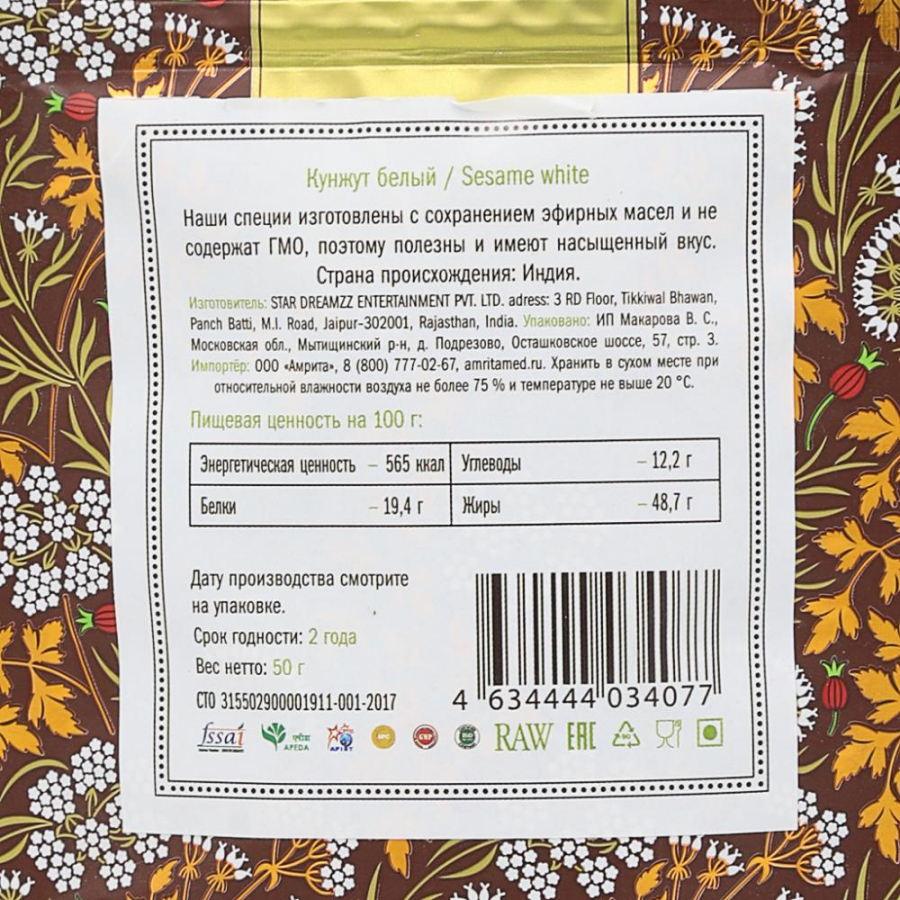 Кунжут белый / Sesame white
Наши специи изготовлены с сохранением эфирных масел и не
содержат ГМО, поэтому полезны и имеют насыщенный вкус.
Страна происхождения: Индия.
Изготовитель: STAR DREAMZZ ENTERTAINMENT PVT. LTD. adress: 3 RD Floor, Tikkiwal Bhawan,
Panch Batti, M.I. Road, Jaipur-302001, Rajasthan, India. Упаковано: ИП Макарова В. С.,
Московская обл., Мытищинский р-н, д. Подрезово, Осташковское шоссе, 57, стр. 3.
Импортёр: ООО «Амрита», 8 (800) 777-02-67, amritamed.ru. Хранить в сухом месте при
относительной влажности воздуха не более 75 % и температуре не выше 20 °С.
Пищевая ценность на 100 г:
Энергетическая ценность – 565 ккал Углеводы – 12,2 г
Белки – 19,4 г Жиры – 48,7 г
Дату производства смотрите
на упаковке.
Срок годности: 2 года
Вес нетто: 50 г
СТО 315502900001911-001-2017
4 634444 034077
fssai APEDA GMP ISO RAW EAC